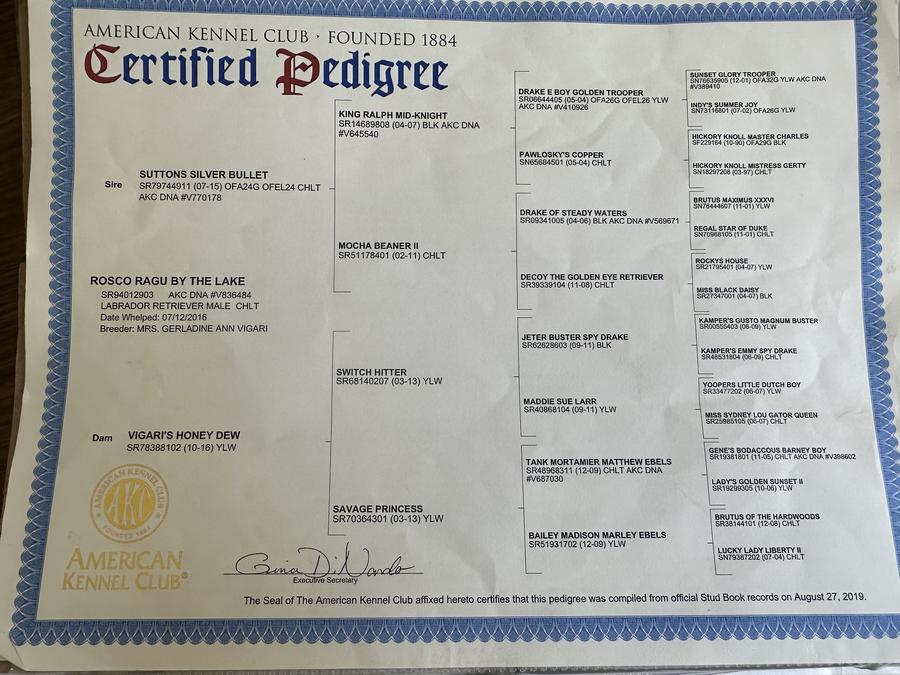 AMERICAN KENNEL CLUB · FOUNDED 1884
Certified Pedigree
Sire
SUTTONS SILVER BULLET
SR79744911 (07-15) OFA24G OFEL24 CHLT
AKC DNA #V770178
ROSCO RAGU BY THE LAKE
SR94012903 AKC DNA #V836484
LABRADOR RETRIEVER MALE CHLT
Date Whelped: 07/12/2016
Breeder: MRS. GERLADINE ANN VIGARI
Dam
VIGARI'S HONEY DEW
SR78388102 (10-16) YLW
KING RALPH MID-KNIGHT
SR14689808 (04-07) BLK AKC DNA
#V645540
MOCHA BEANER II
SR51178401 (02-11) CHLT
SWITCH HITTER
SR68140207 (03-13) YLW
SAVAGE PRINCESS
SR70364301 (03-13) YLW
DRAKE E BOY GOLDEN TROOPER
SR06644405 (05-04) OFA26G OFEL26 YLW
AKC DNA #V410926
PAWLOSKY'S COPPER
SN65684501 (05-04) CHLT
DRAKE OF STEADY WATERS
SR09341005 (04-06) BLK AKC DNA #V569671
DECOY THE GOLDEN EYE RETRIEVER
SR39339104 (11-08) CHLT
JETER BUSTER SPY DRAKE
SR62628603 (09-11) BLK
MADDIE SUE LARR
SR40868104 (09-11) YLW
TANK MORTAMIER MATTHEW EBELS
SR48968311 (12-09) CHLT AKC DNA
#V687030
BAILEY MADISON MARLEY EBELS
SR51931702 (12-09) YLW
SUNSET GLORY TROOPER
SN76635905 (12-01) OFA32G YLW AKC DNA
#V389410
INDY'S SUMMER JOY
SN73116801 (07-02) OFA26G YLW
HICKORY KNOLL MASTER CHARLES
SF229164 (10-90) OFA29G BLK
HICKORY KNOLL MISTRESS GERTY
SN18297208 (03-97) CHLT
BRUTUS MAXIMUS XXXVI
SN76444607 (11-01) YLW
REGAL STAR OF DUKE
SN70968105 (11-01) CHLT
ROCKYS HOUSE
SR21795401 (04-07) YLW
MISS BLACK DAISY
SR27347001 (04-07) BLK
KAMPER'S GUSTO MAGNUM BUSTER
SR00555403 (06-09) YLW
KAMPER'S EMMY SPY DRAKE
SR48531804 (06-09) CHLT
YOOPERS LITTLE DUTCH BOY
SR33477202 (06-07) YLW
MISS SYDNEY LOU GATOR QUEEN
SR25985105 (06-07) CHLT
GENE'S BODACCOUS BARNEY BOY
SR19381801 (11-05) CHLT AKC DNA #V398602
LADY'S GOLDEN SUNSET II
SR19299305 (10-06) YLW
BRUTUS OF THE HARDWOODS
SR38144101 (12-08) CHLT
LUCKY LADY LIBERTY II
SN79387202 (07-04) CHLT
AMERICAN KENNEL CLUB
AKC
FOUNDED 1884
AMERICAN
KENNEL CLUB®
Gina DiNardo
Executive Secretary
The Seal of The American Kennel Club affixed hereto certifies that this pedigree was compiled from official Stud Book records on August 27, 2019.